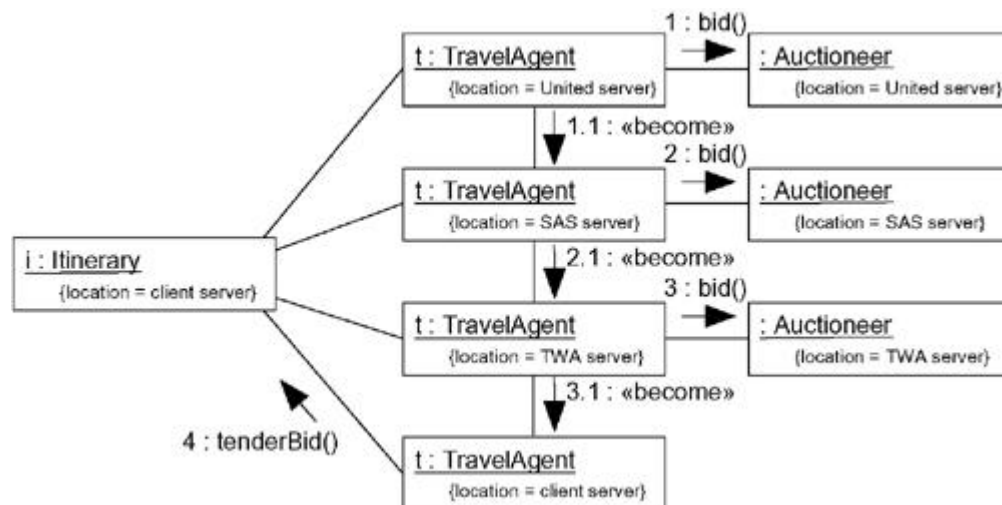 1 : bid()
t : TravelAgent
{location = United server}
: Auctioneer
{location = United server}
1.1 : «become»
2 : bid()
t : TravelAgent
{location = SAS server}
: Auctioneer
{location = SAS server}
i : Itinerary
{location = client server}
2.1 : «become»
3 : bid()
t : TravelAgent
{location = TWA server}
: Auctioneer
{location = TWA server}
3.1 : «become»
4 : tenderBid()
t : TravelAgent
{location = client server}